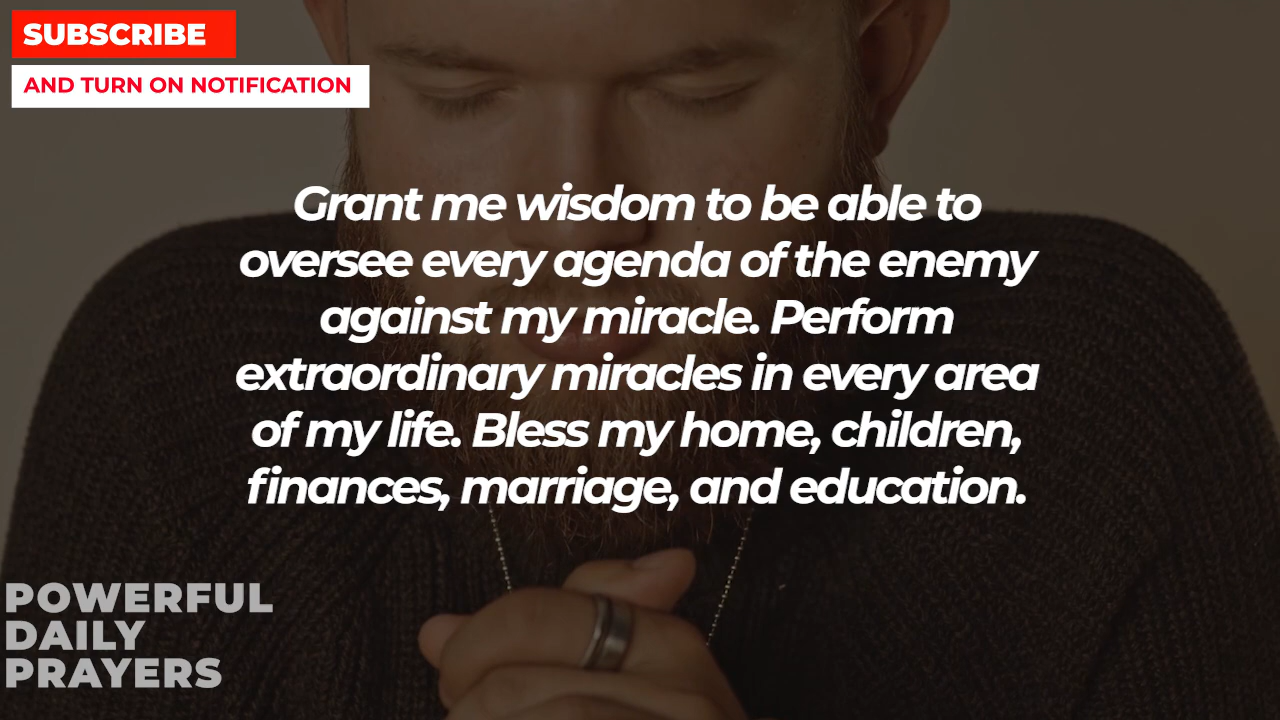 SUBSCRIBE
AND TURN ON NOTIFICATION
Grant me wisdom to be able to
oversee every agenda of the enemy
against my miracle. Perform
extraordinary miracles in every area
of my life. Bless my home, children,
finances, marriage, and education.
POWERFUL
DAILY
PRAYERS